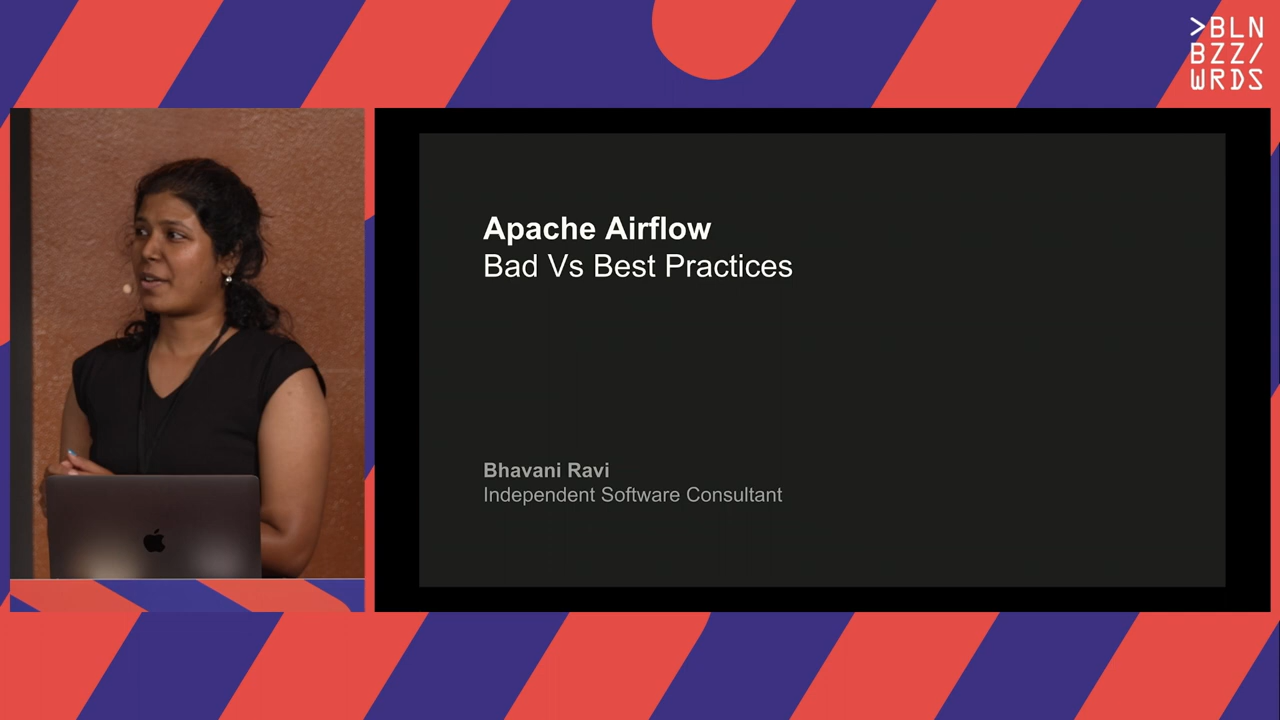 >BLN
BZZ/
WRDS
Apache Airflow
Bad Vs Best Practices
Bhavani Ravi
Independent Software Consultant